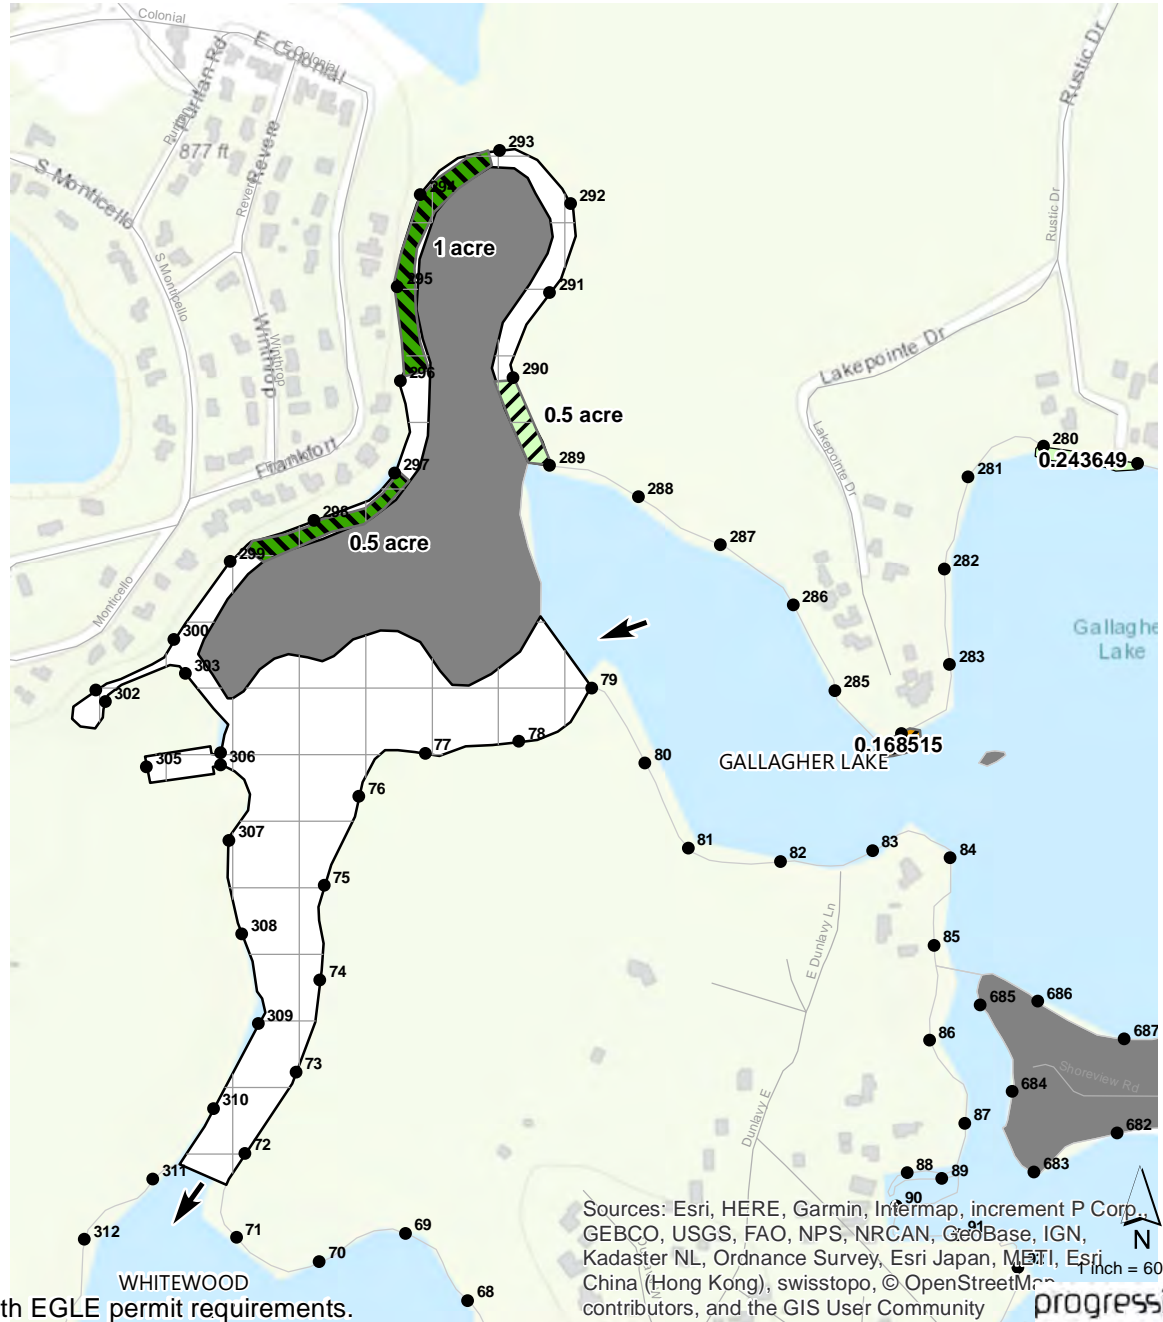 Colonial
E Colonial
E Colonial
Puritan Rd
Revere
Revere
877 ft
S Monticello
S Monticello
Winthrop
Winthrop
Frankfort
Monticello
Rustic Dr
Rustic Dr
Lakepointe Dr
Lakepointe Dr
293
294
292
1 acre
295
291
296
290
0.5 acre
289
297
298
0.5 acre
299
288
287
286
285
280
0.243649
281
282
283
Gallaghe
Lake
300
303
302
305
306
79
78
77
80
0.168515
GALLAGHER LAKE
76
307
81
82
83
84
75
308
85
E Dunlavy Ln
74
309
685
686
687
86
73
684
Shoreview Rd
310
87
682
Dunlavy E
72
311
88
89
683
90
91
312
71
69
70
68
WHITEWOOD
N
1 Inch = 60
Sources: Esri, HERE, Garmin, Intermap, increment P Corp.,
GEBCO, USGS, FAO, NPS, NRCAN, GeoBase, IGN,
Kadaster NL, Ordnance Survey, Esri Japan, METI, Esri
China (Hong Kong), swisstopo, © OpenStreetMap
contributors, and the GIS User Community
th EGLE permit requirements.
progressi